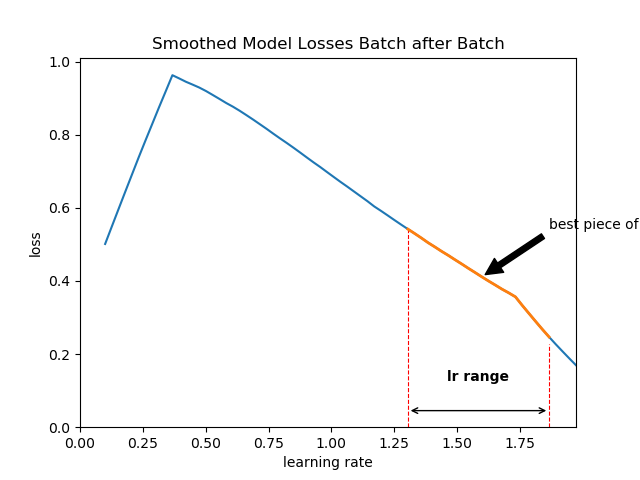 Smoothed Model Losses Batch after Batch
1.0
0.8
0.6
0.4
0.2
0.0
loss
best piece of
lr range
0.00 0.25 0.50 0.75 1.00 1.25 1.50 1.75
learning rate